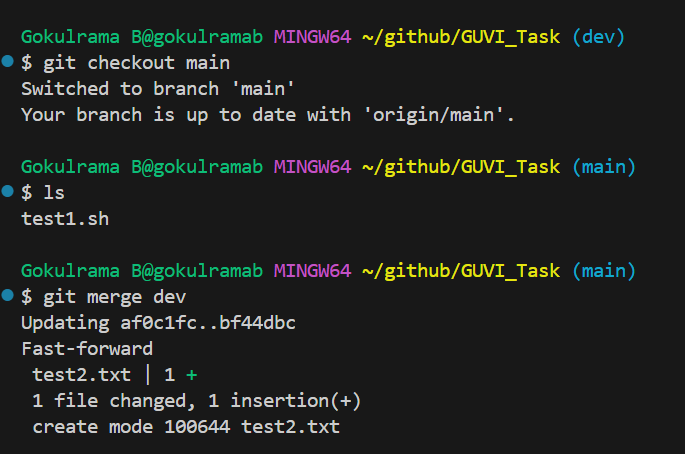 Gokulrama B@gokulramab MINGW64 ~/github/GUVI_Task (dev)
$ git checkout main
Switched to branch 'main'
Your branch is up to date with 'origin/main'.
Gokulrama B@gokulramab MINGW64 ~/github/GUVI_Task (main)
$ ls
test1.sh
Gokulrama B@gokulramab MINGW64 ~/github/GUVI_Task (main)
$ git merge dev
Updating af0c1fc..bf44dbc
Fast-forward
 test2.txt | 1 +
 1 file changed, 1 insertion(+)
 create mode 100644 test2.txt